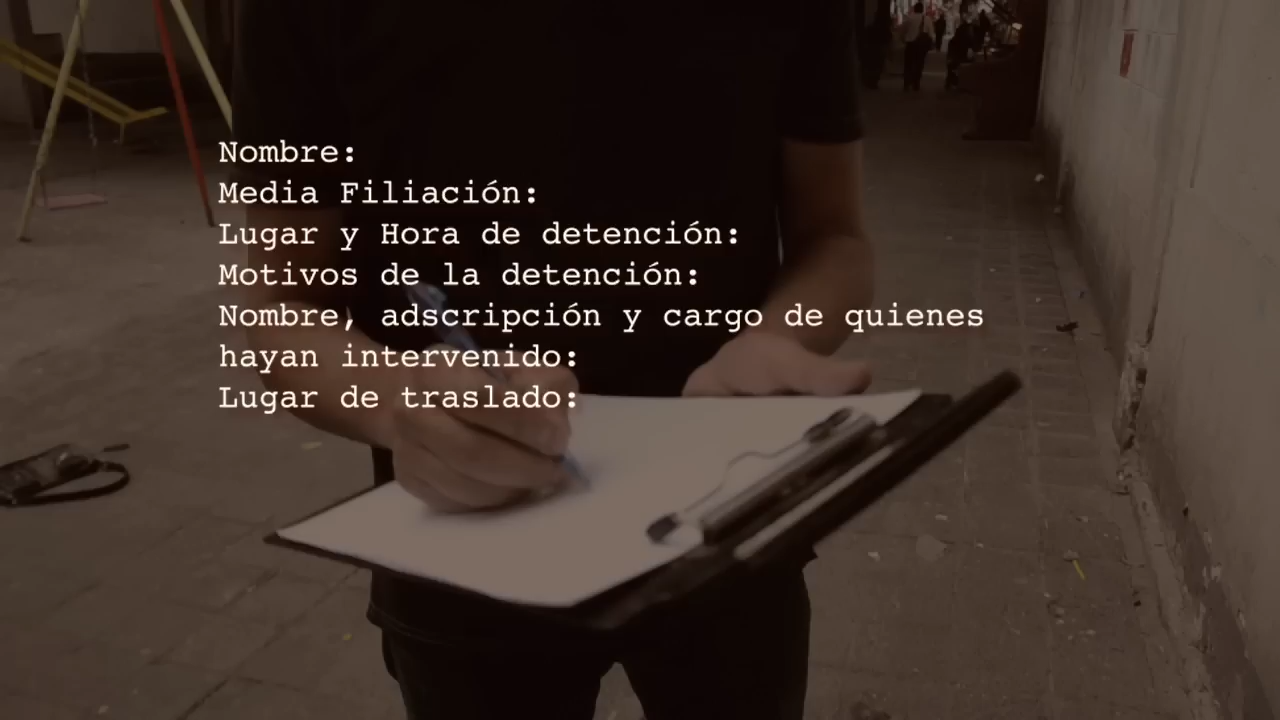 Nombre:
Media Filiación:
Lugar y Hora de detención:
Motivos de la detención:
Nombre, adscripción y cargo de quienes
hayan intervenido:
Lugar de traslado: